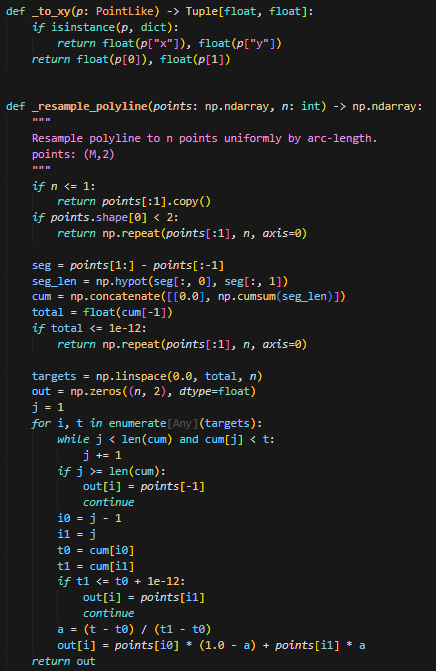 def _to_xy(p: PointLike) -> Tuple[float, float]:
    if isinstance(p, dict):
        return float(p["x"]), float(p["y"])
    return float(p[0]), float(p[1])


def _resample_polyline(points: np.ndarray, n: int) -> np.ndarray:
    """
    Resample polyline to n points uniformly by arc-length.
    points: (M,2)
    """
    if n <= 1:
        return points[:1].copy()
    if points.shape[0] < 2:
        return np.repeat(points[:1], n, axis=0)

    seg = points[1:] - points[:-1]
    seg_len = np.hypot(seg[:, 0], seg[:, 1])
    cum = np.concatenate([[0.0], np.cumsum(seg_len)])
    total = float(cum[-1])
    if total <= 1e-12:
        return np.repeat(points[:1], n, axis=0)

    targets = np.linspace(0.0, total, n)
    out = np.zeros((n, 2), dtype=float)
    j = 1
    for i, t in enumerate[Any](targets):
        while j < len(cum) and cum[j] < t:
            j += 1
        if j >= len(cum):
            out[i] = points[-1]
            continue
        i0 = j - 1
        i1 = j
        t0 = cum[i0]
        t1 = cum[i1]
        if t1 <= t0 + 1e-12:
            out[i] = points[i1]
            continue
        a = (t - t0) / (t1 - t0)
        out[i] = points[i0] * (1.0 - a) + points[i1] * a
    return out